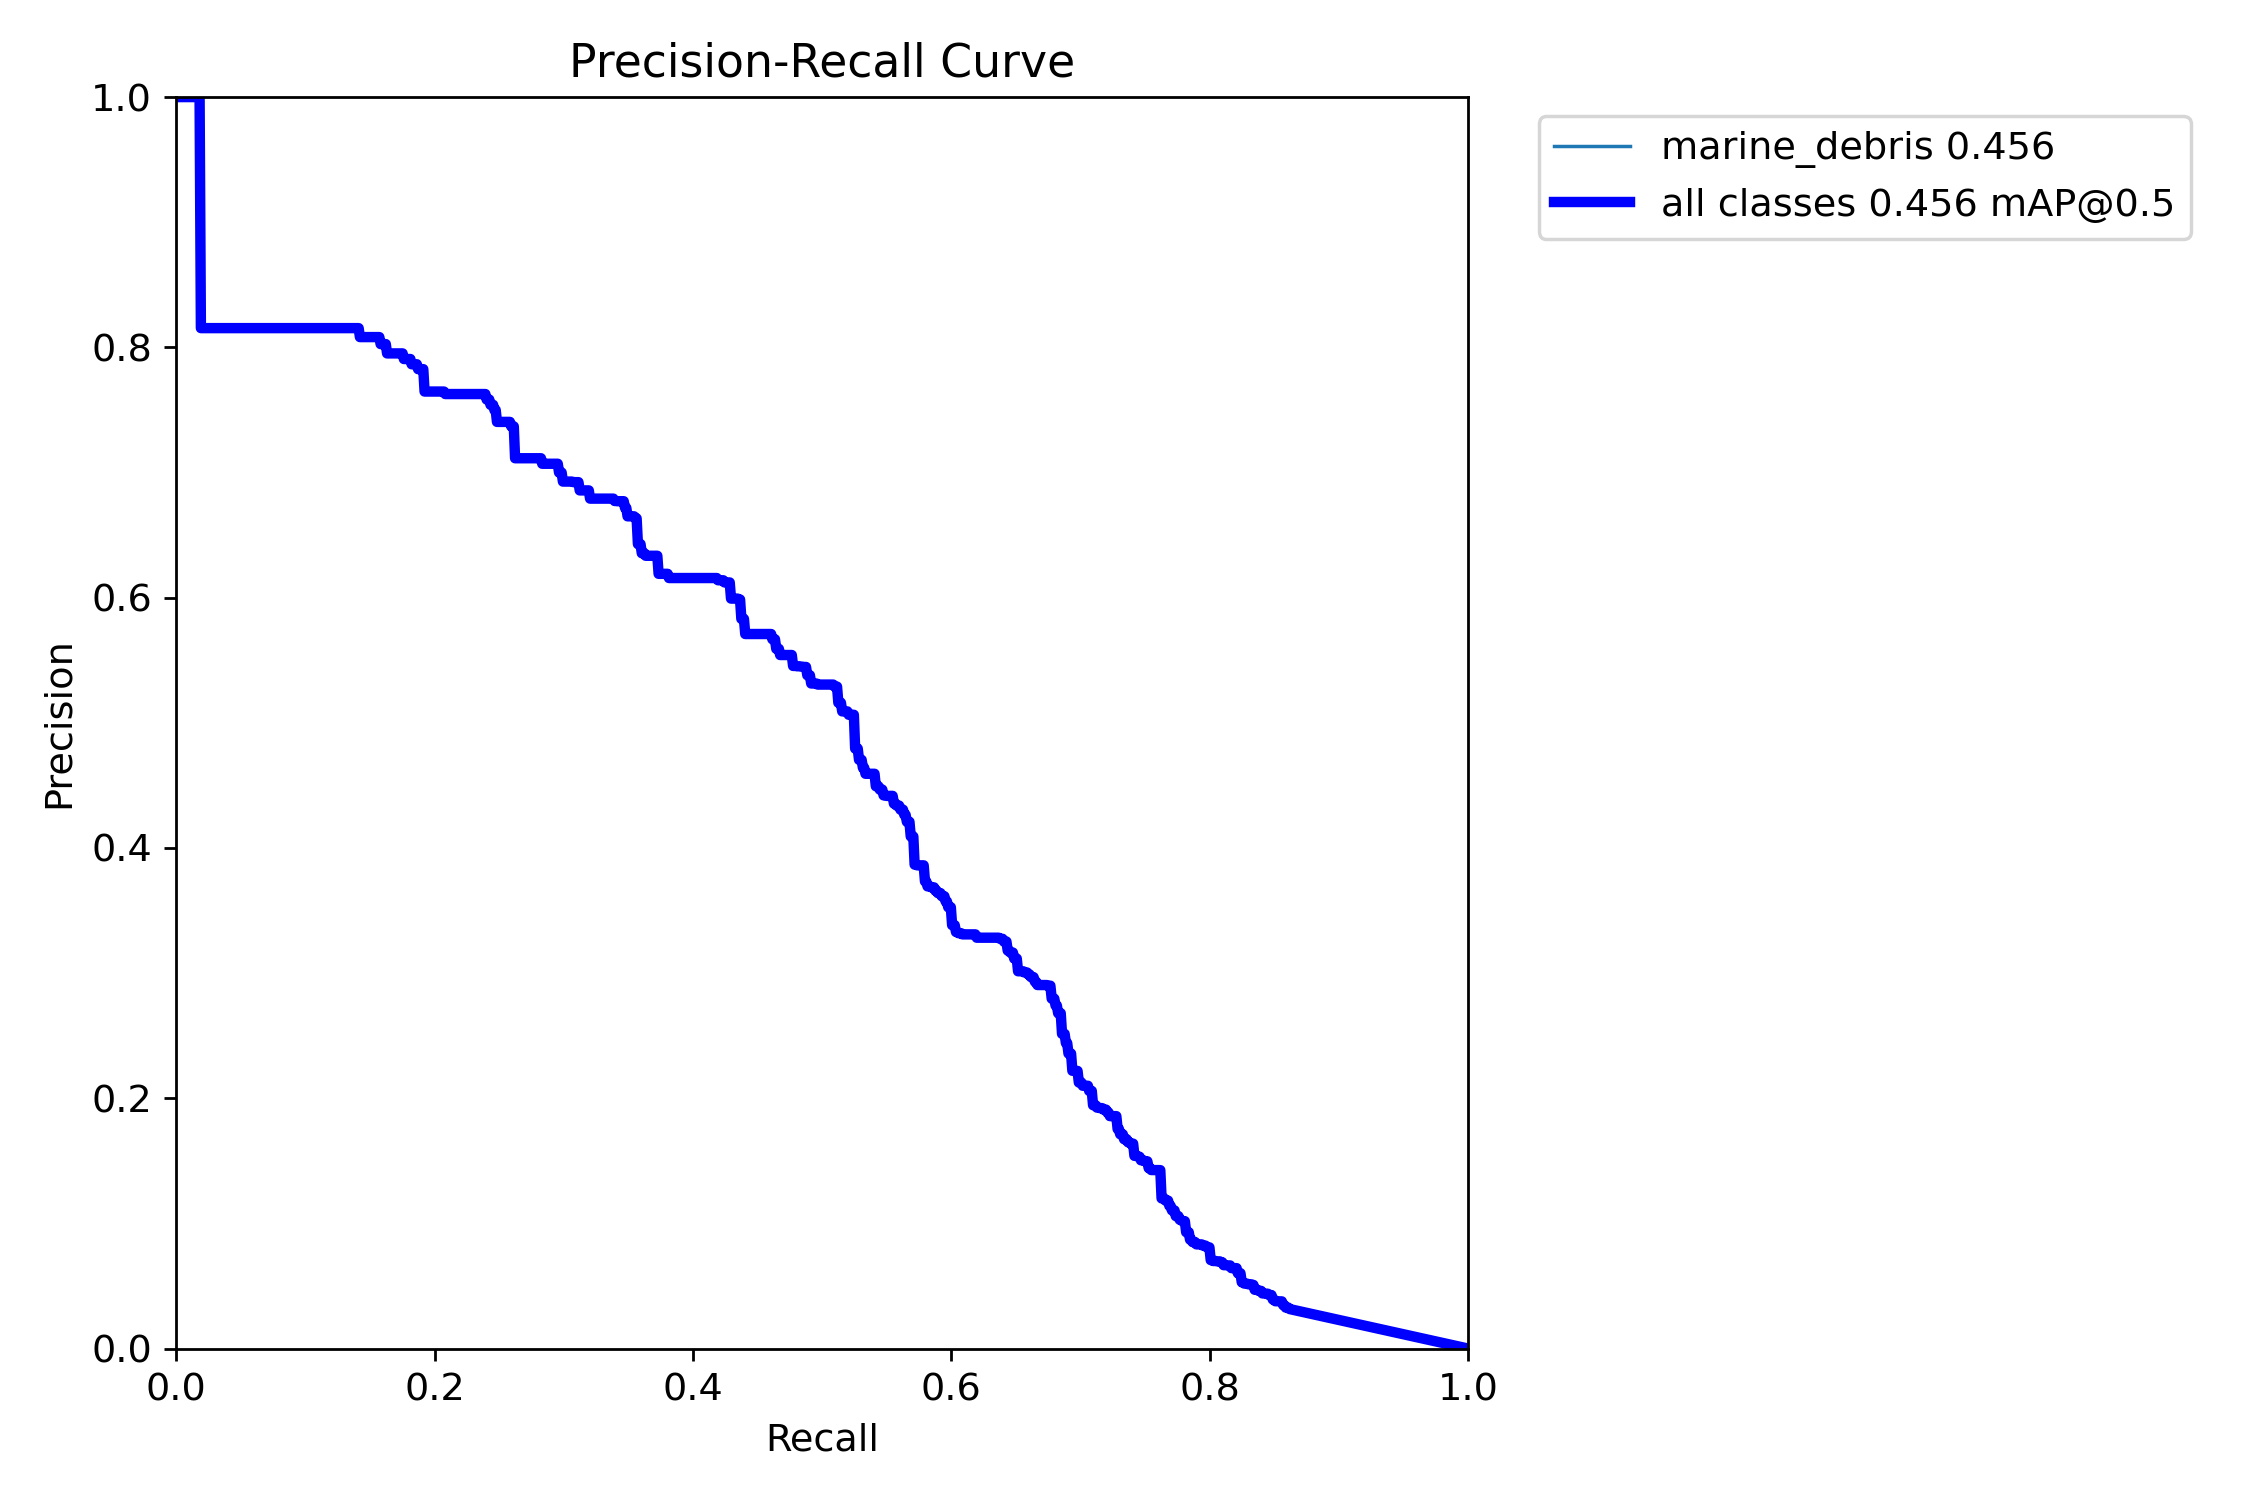 Precision-Recall Curve
1.0
0.8
0.6
0.4
0.2
0.0
Precision
0.0 0.2 0.4 0.6 0.8 1.0
Recall
marine_debris 0.456
all classes 0.456 mAP@0.5